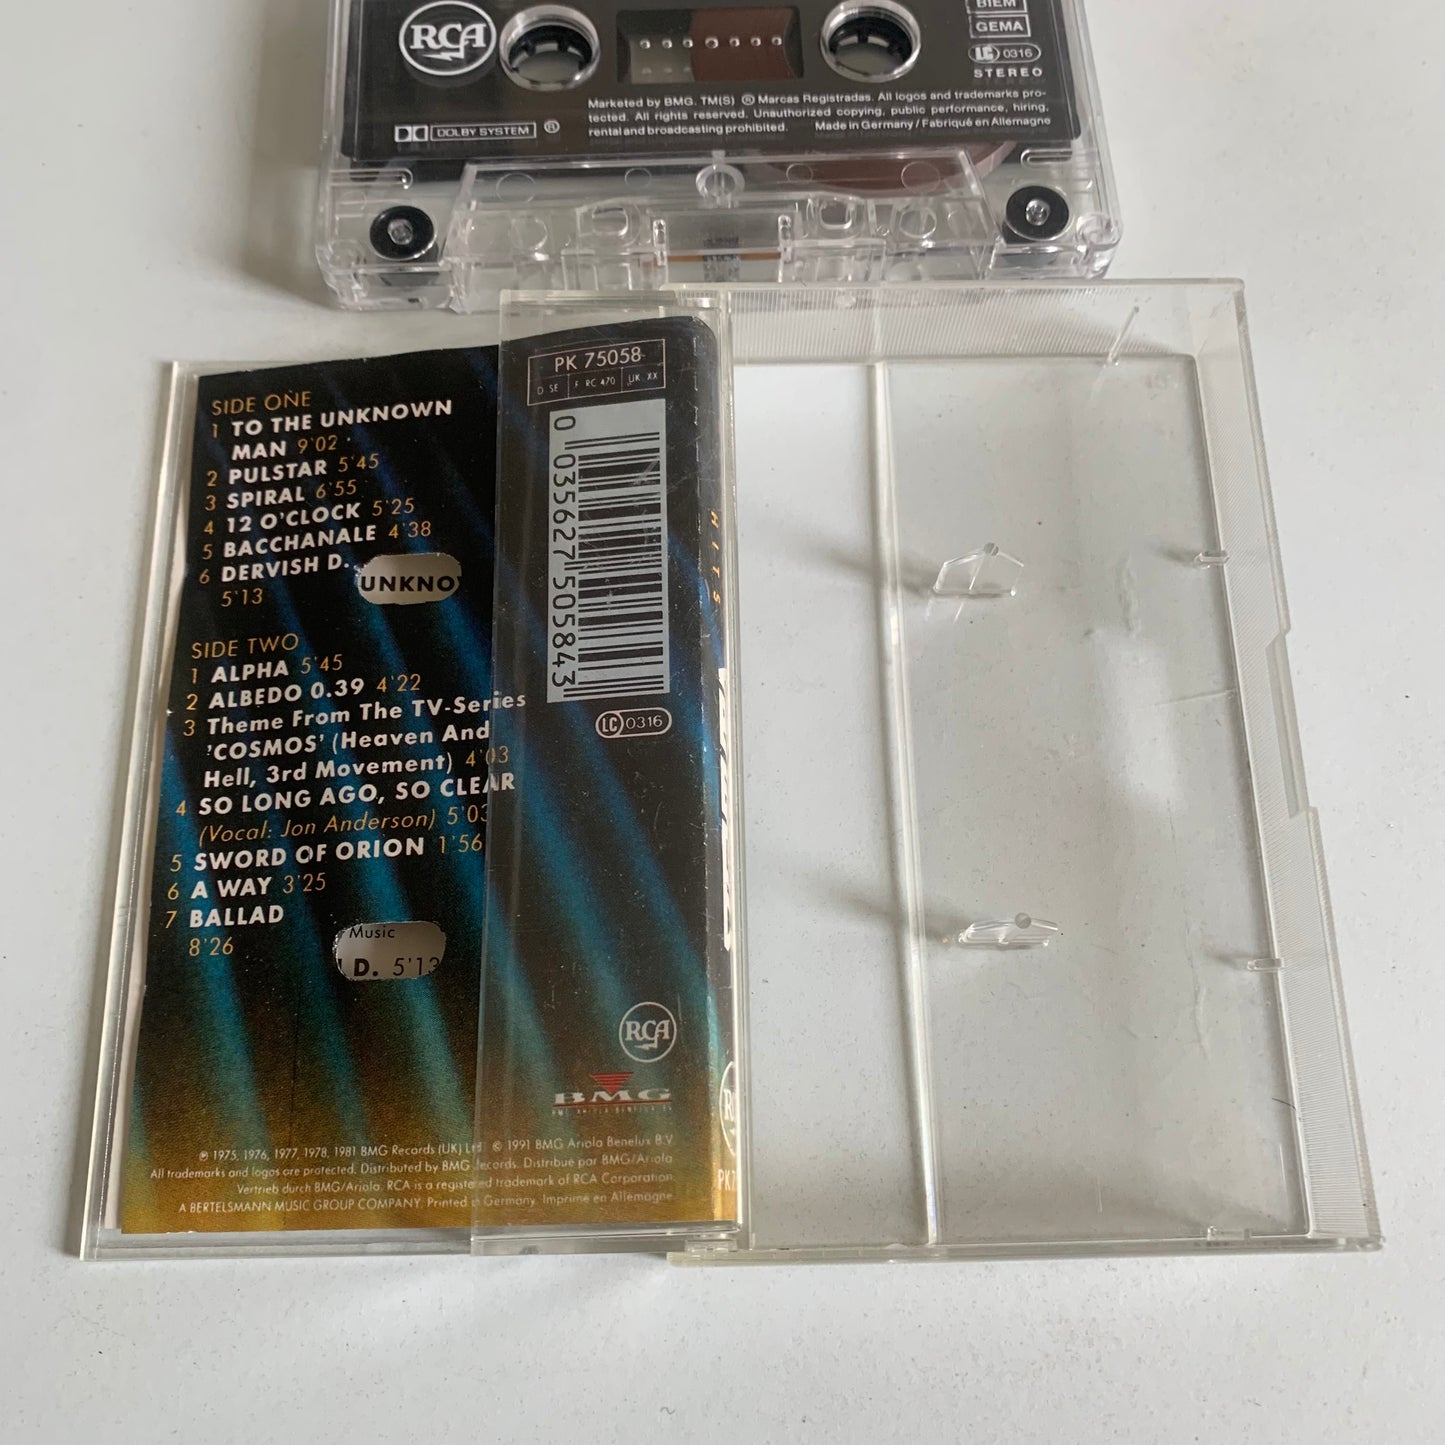 RCA
BIEM
GEMA
LC 0316
STEREO
DOLBY SYSTEM ®
Marketed by BMG. TM(S) ® Marcas Registradas. All logos and trademarks pro-
tected. All rights reserved. Unauthorized copying, public performance, hiring,
rental and broadcasting prohibited. Made in Germany / Fabriqué en Allemagne
SIDE ONE
1 TO THE UNKNOWN
MAN 9'02
2 PULSTAR 5'45
3 SPIRAL 6'55
4 12 O'CLOCK 5'25
5 BACCHANALE 4'38
6 DERVISH D.
5'13
UNKNO
SIDE TWO
1 ALPHA 5'45
2 ALBEDO 0.39 4'22
3 Theme From The TV-Series
'COSMOS' (Heaven And
Hell, 3rd Movement) 4'03
4 SO LONG AGO, SO CLEAR
(Vocal: Jon Anderson) 5'03
5 SWORD OF ORION 1'56
6 A WAY 3'25
7 BALLAD
8'26
Music
D. 5'13
PK 75058
D SE F RC 470 UK XX
0 035627 505843
LC 0316
RCA
BMG
BMG ARIOLA BENELUX BV
℗ 1975, 1976, 1977, 1978, 1981 BMG Records (UK) Ltd © 1991 BMG Ariola Benelux B.V.
All trademarks and logos are protected. Distributed by BMG Records. Distribué par BMG/Ariola
Vertrieb durch BMG/Ariola. RCA is a registered trademark of RCA Corporation
A BERTELSMANN MUSIC GROUP COMPANY. Printed in Germany. Imprimé en Allemagne
HITS
PK7